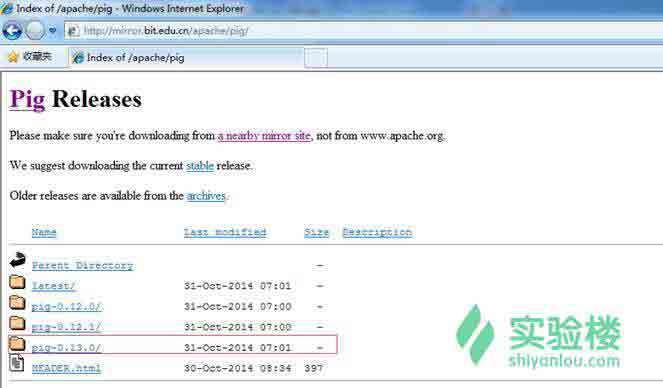 Index of /apache/pig - Windows Internet Explorer
http://mirror.bit.edu.cn/apache/pig/
收藏夹 Index of /apache/pig
Pig Releases
Please make sure you're downloading from a nearby mirror site, not from www.apache.org.
We suggest downloading the current stable release.
Older releases are available from the archives.
Name Last modified Size Description
Parent Directory -
latest/ 31-Oct-2014 07:01 -
pig-0.12.0/ 31-Oct-2014 07:00 -
pig-0.12.1/ 31-Oct-2014 07:00 -
pig-0.13.0/ 31-Oct-2014 07:01 -
README.html 30-Oct-2014 08:34 397
实验楼
shiyanlou.com